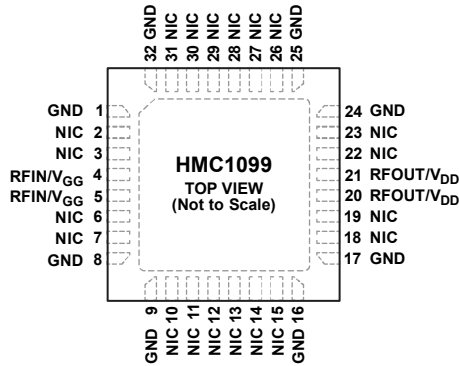 32 GND
31 NIC
30 NIC
29 NIC
28 NIC
27 NIC
26 NIC
25 GND
GND 1
NIC 2
NIC 3
RFIN/VGG 4
RFIN/VGG 5
NIC 6
NIC 7
GND 8
HMC1099
TOP VIEW
(Not to Scale)
24 GND
23 NIC
22 NIC
21 RFOUT/VDD
20 RFOUT/VDD
19 NIC
18 NIC
17 GND
GND 9
NIC 10
NIC 11
NIC 12
NIC 13
NIC 14
NIC 15
GND 16